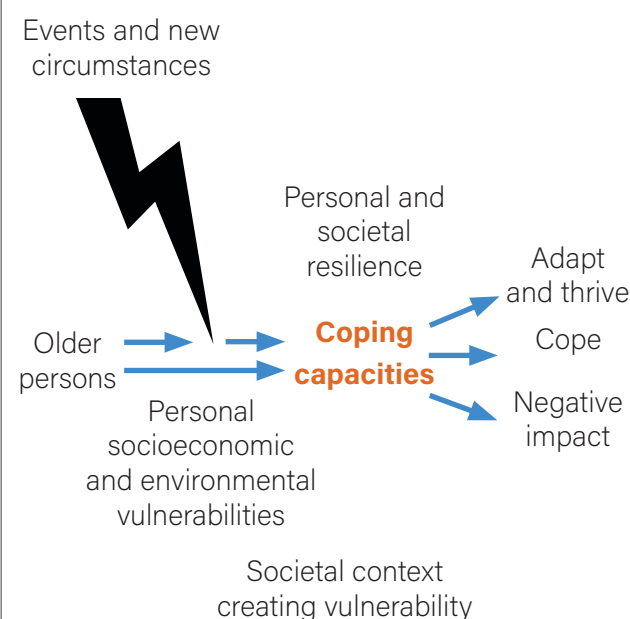 Events and new
circumstances
Personal and
societal
resilience
Adapt
and thrive
Older
persons
Coping
capacities
Cope
Negative
impact
Personal
socioeconomic
and environmental
vulnerabilities
Societal context
creating vulnerability